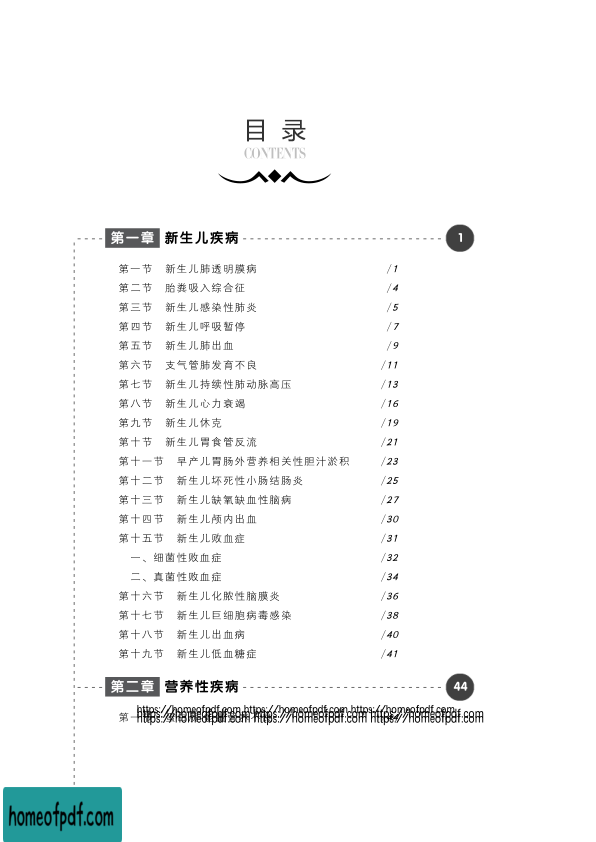 目 录
CONTENTS
第一章 新生儿疾病 1
第一节 新生儿肺透明膜病 /1
第二节 胎粪吸入综合征 /4
第三节 新生儿感染性肺炎 /5
第四节 新生儿呼吸暂停 /7
第五节 新生儿肺出血 /9
第六节 支气管肺发育不良 /11
第七节 新生儿持续性肺动脉高压 /13
第八节 新生儿心力衰竭 /16
第九节 新生儿休克 /19
第十节 新生儿胃食管反流 /21
第十一节 早产儿胃肠外营养相关性胆汁淤积 /23
第十二节 新生儿坏死性小肠结肠炎 /25
第十三节 新生儿缺氧缺血性脑病 /27
第十四节 新生儿颅内出血 /30
第十五节 新生儿败血症 /31
一、细菌性败血症 /32
二、真菌性败血症 /34
第十六节 新生儿化脓性脑膜炎 /36
第十七节 新生儿巨细胞病毒感染 /38
第十八节 新生儿出血病 /40
第十九节 新生儿低血糖症 /41
第二章 营养性疾病 44
https://homeofpdf.com https://homeofpdf.com https://homeofpdf.com
https://homeofpdf.com https://homeofpdf.com
https://homeofpdf.com https://homeofpdf.com https://homeofpdf.com
homeofpdf.com